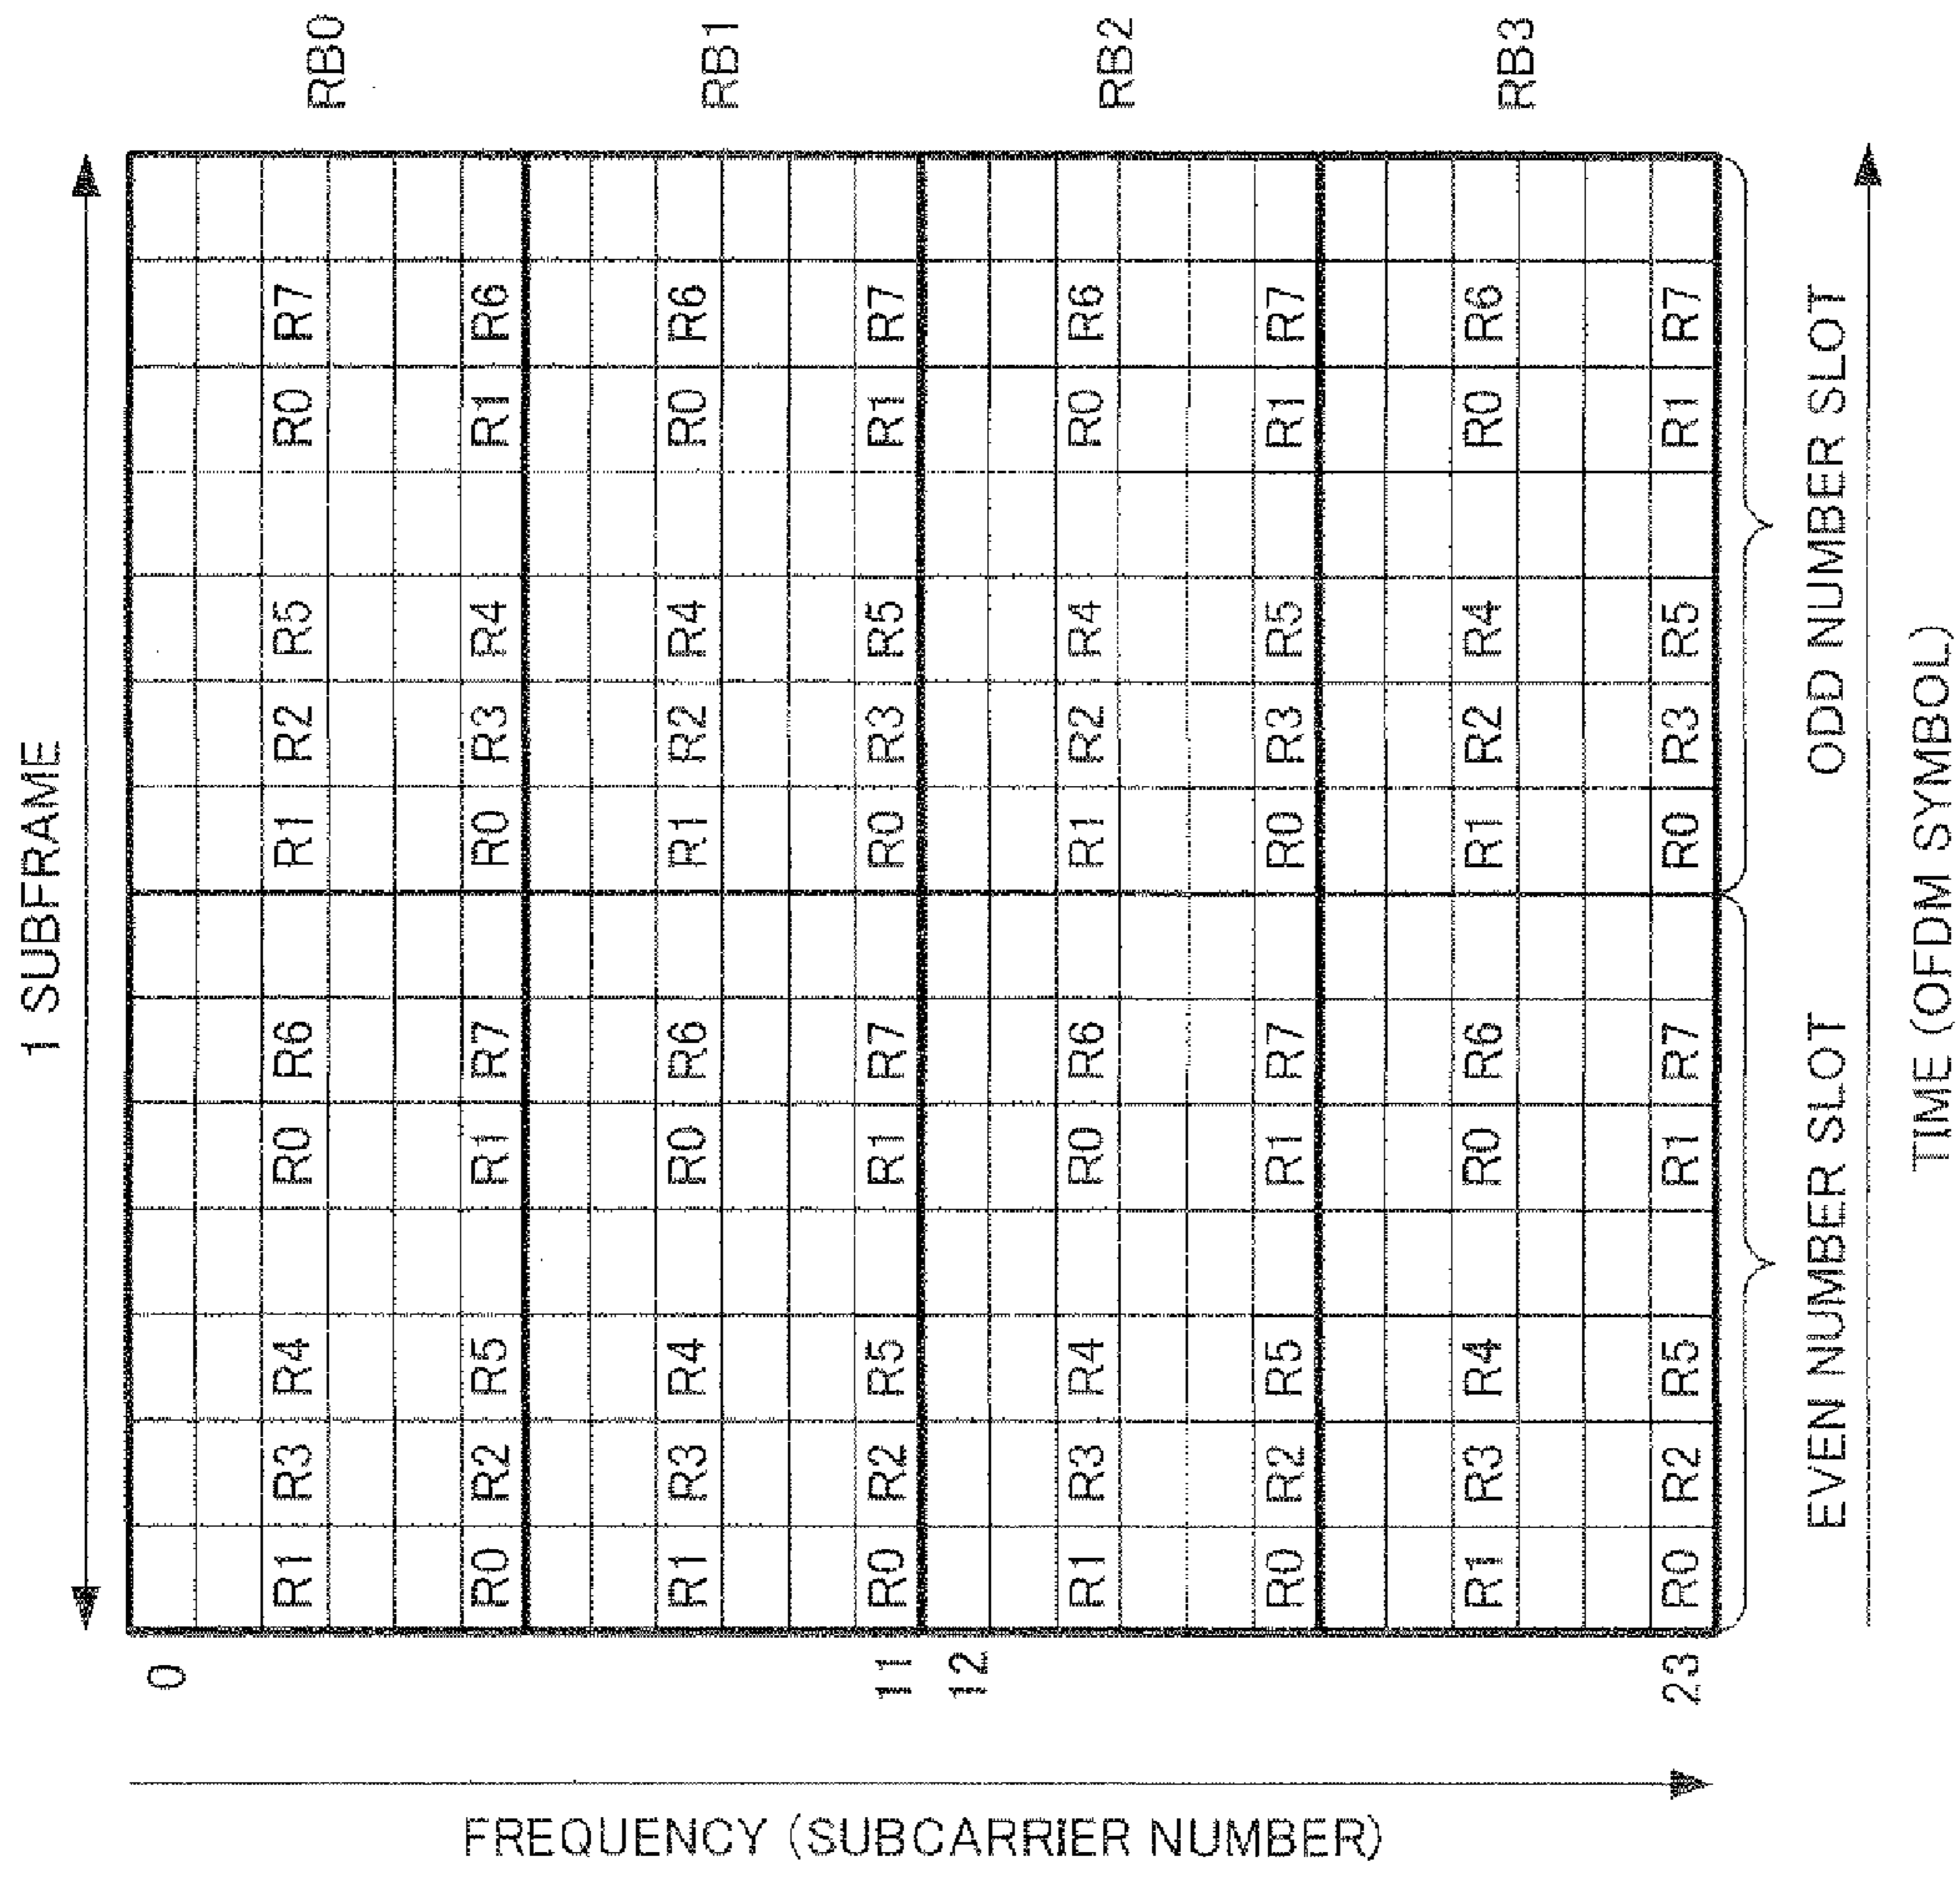 1 SUBFRAME
0
R1 R3 R4 R0 R6 R1 R2 R5 R0 R7
RB0
R0 R2 R5 R1 R7 R0 R3 R4 R1 R6
R1 R3 R4 R0 R6 R1 R2 R4 R0 R6
RB1
11 R0 R2 R5 R1 R7 R0 R3 R5 R1 R7
12
R1 R3 R4 R0 R6 R1 R2 R4 R0 R6
RB2
R0 R2 R5 R1 R7 R0 R3 R5 R1 R7
R1 R3 R4 R0 R6 R1 R2 R4 R0 R6
RB3
23 R0 R2 R5 R1 R7 R0 R3 R5 R1 R7
EVEN NUMBER SLOT
ODD NUMBER SLOT
TIME (OFDM SYMBOL)
FREQUENCY (SUBCARRIER NUMBER)